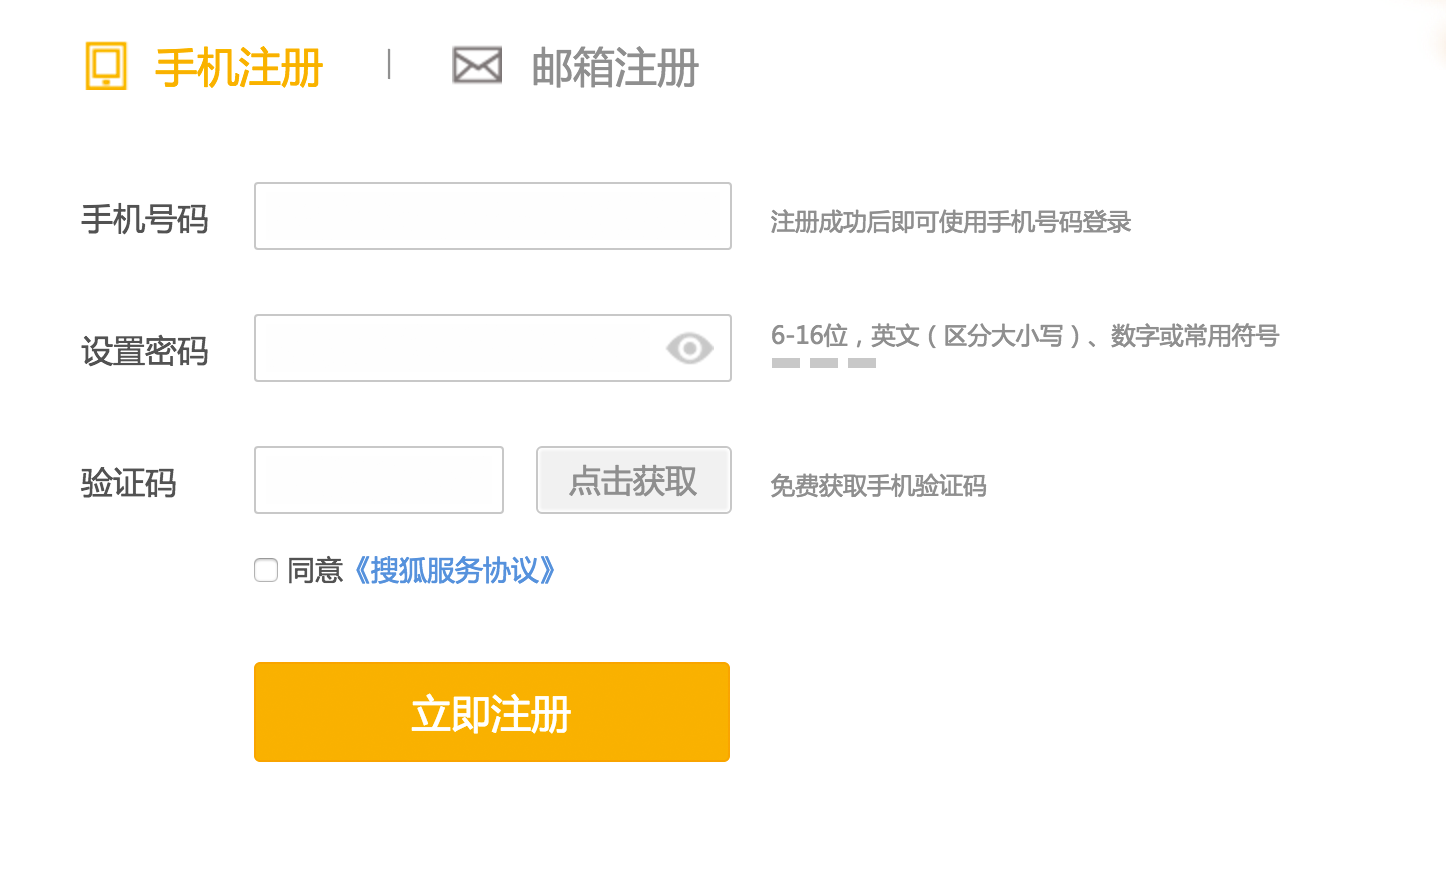 手机注册 | 邮箱注册
手机号码 注册成功后即可使用手机号码登录
设置密码 6-16位，英文（区分大小写）、数字或常用符号
验证码 点击获取 免费获取手机验证码
同意《搜狐服务协议》
立即注册